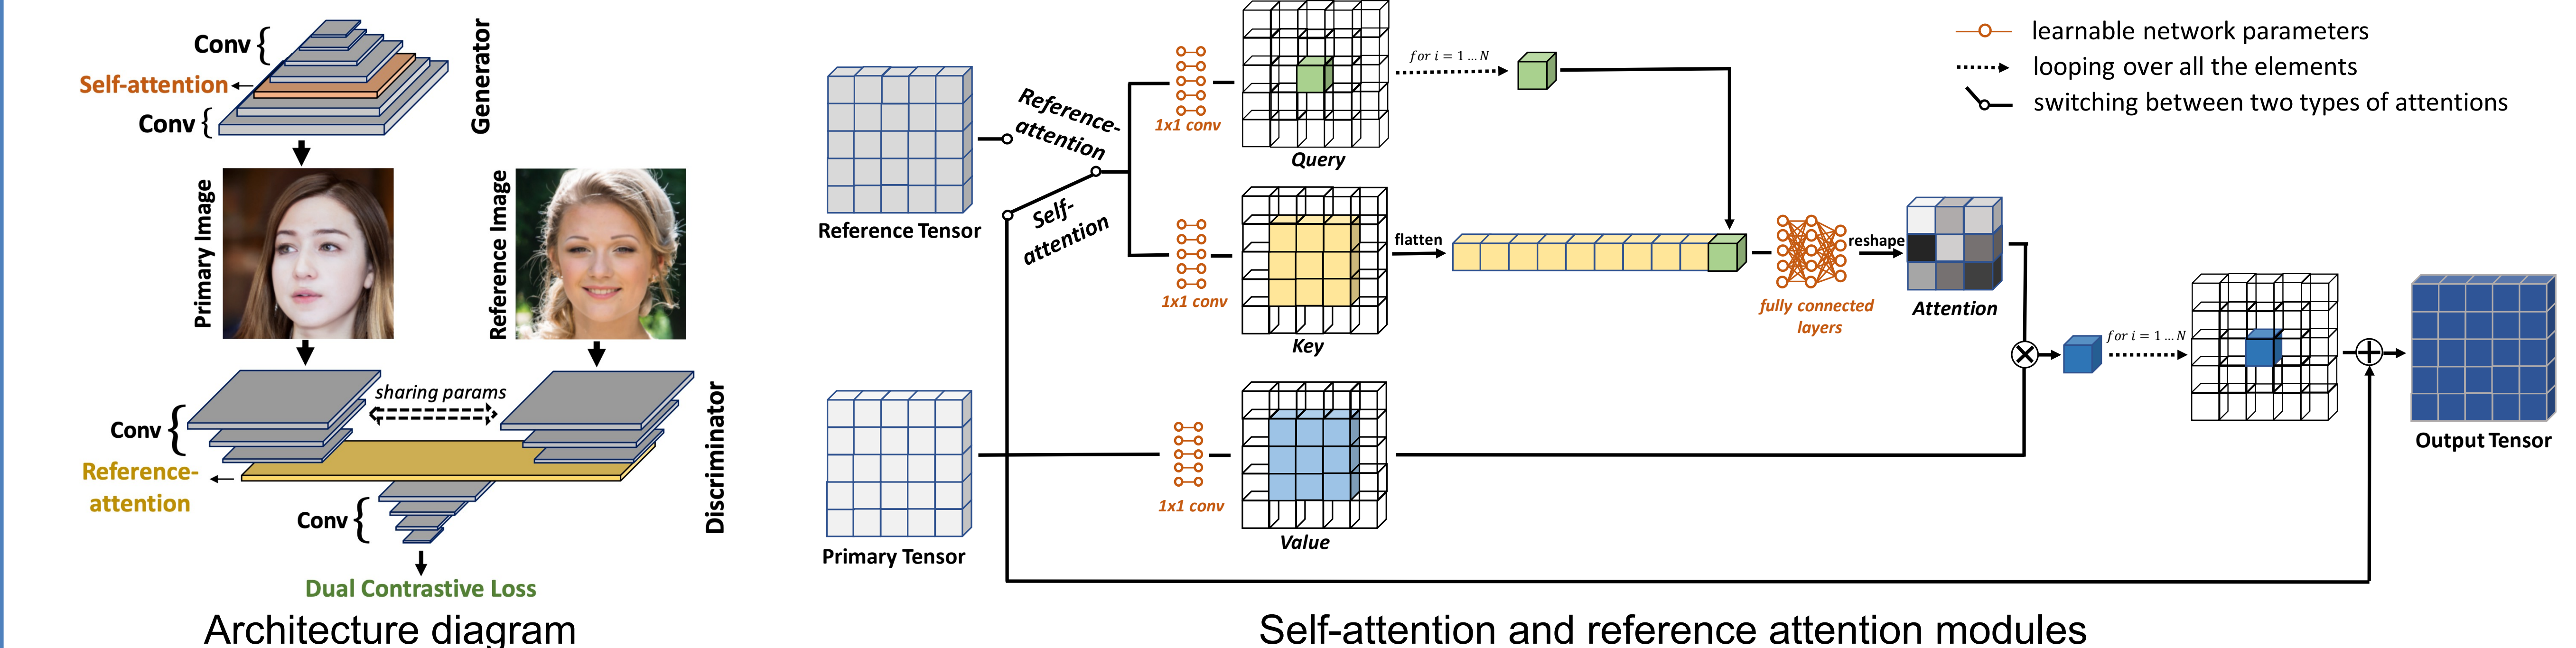 Conv
Self-attention
Conv
Generator
Primary Image
Reference Image
sharing params
Conv
Reference-
attention
Conv
Discriminator
Dual Contrastive Loss
Architecture diagram
Reference Tensor
Reference-
attention
Self-
attention
Primary Tensor
1x1 conv
Query
for i = 1 … N
1x1 conv
Key
flatten
fully connected
layers
reshape
Attention
1x1 conv
Value
for i = 1 … N
Output Tensor
learnable network parameters
looping over all the elements
switching between two types of attentions
Self-attention and reference attention modules